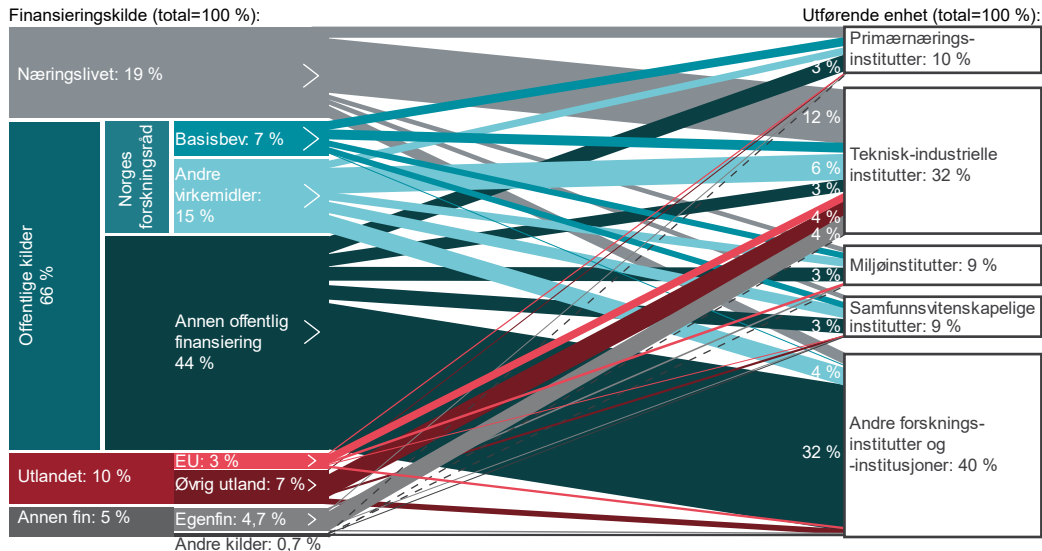 Finansieringskilde (total=100 %):
Utførende enhet (total=100 %):
Næringslivet: 19 %
Offentlige kilder
66 %
Norges
forskningsråd
Basisbev: 7 %
Andre
virkemidler:
15 %
Annen offentlig
finansiering
44 %
Utlandet: 10 %
EU: 3 %
Øvrig utland: 7 %
Annen fin: 5 %
Egenfin: 4,7 %
Andre kilder: 0,7 %
3 %
12 %
6 %
3 %
4 %
4 %
3 %
3 %
4 %
32 %
Primærnærings-
institutter: 10 %
Teknisk-industrielle
institutter: 32 %
Miljøinstitutter: 9 %
Samfunnsvitenskapelige
institutter: 9 %
Andre forsknings-
institutter og
-institusjoner: 40 %